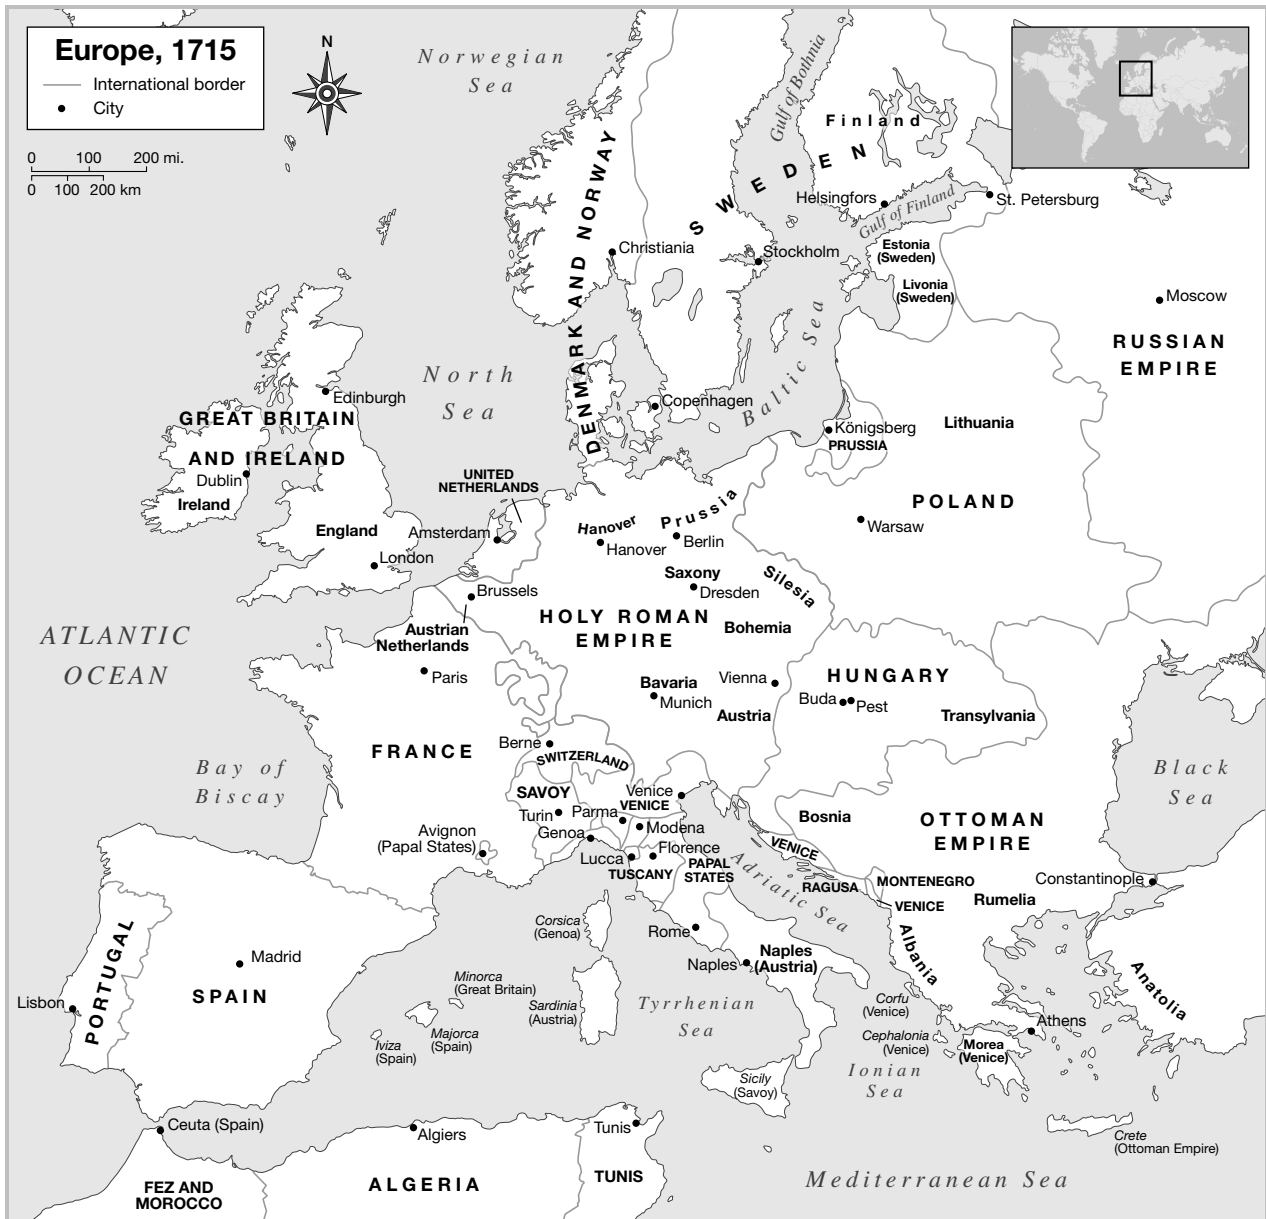 Europe, 1715
International border
City
N
0 100 200 mi.
0 100 200 km
Norwegian
Sea
Gulf of Bothnia
Finland
SWEDEN
Helsingfors
Gulf of Finland
St. Petersburg
DENMARK AND NORWAY
Christiania
Stockholm
Estonia
(Sweden)
Livonia
(Sweden)
Moscow
RUSSIAN
EMPIRE
Baltic Sea
North
Sea
Edinburgh
GREAT BRITAIN
AND IRELAND
Dublin
Ireland
England
London
Copenhagen
Königsberg
PRUSSIA
Lithuania
POLAND
Warsaw
UNITED
NETHERLANDS
Amsterdam
Hanover
Hanover
Prussia
Berlin
Saxony
Dresden
Silesia
Brussels
Austrian
Netherlands
HOLY ROMAN
EMPIRE
Bohemia
ATLANTIC
OCEAN
Paris
Bavaria
Munich
Vienna
Austria
HUNGARY
Buda
Pest
Transylvania
FRANCE
Berne
SWITZERLAND
Bay of
Biscay
Black
Sea
SAVOY
Turin
Venice
VENICE
Parma
Modena
Genoa
Avignon
(Papal States)
Lucca
Florence
TUSCANY
PAPAL
STATES
Bosnia
OTTOMAN
EMPIRE
VENICE
Adriatic Sea
RAGUSA
MONTENEGRO
VENICE
Rumelia
Constantinople
Albania
Anatolia
Corsica
(Genoa)
Rome
Naples
Naples
(Austria)
PORTUGAL
Madrid
SPAIN
Lisbon
Minorca
(Great Britain)
Majorca
(Spain)
Iviza
(Spain)
Sardinia
(Austria)
Tyrrhenian
Sea
Corfu
(Venice)
Cephalonia
(Venice)
Ionian
Sea
Athens
Morea
(Venice)
Sicily
(Savoy)
Crete
(Ottoman Empire)
Ceuta (Spain)
Algiers
Tunis
FEZ AND
MOROCCO
ALGERIA
TUNIS
Mediterranean Sea